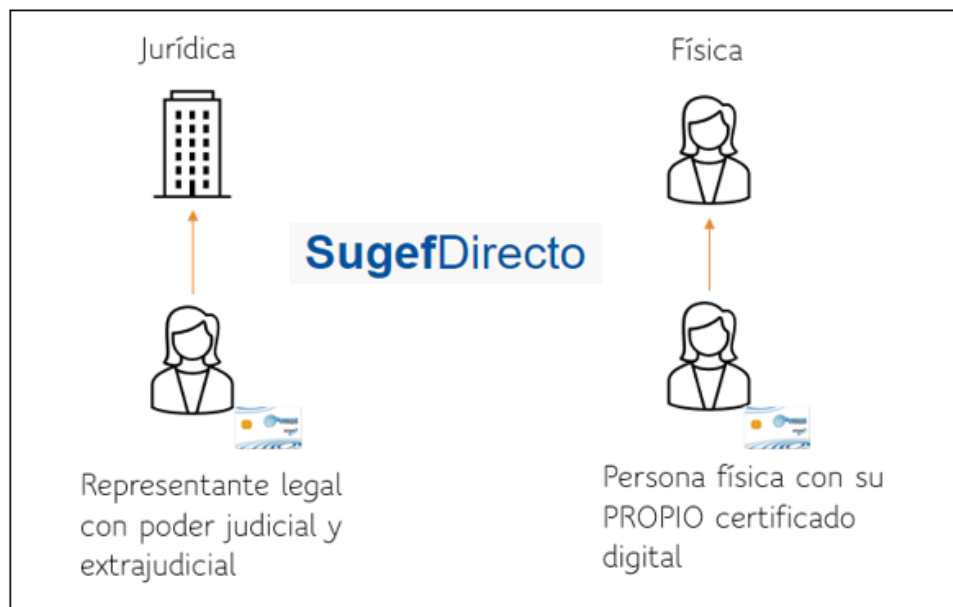 Jurídica
Física
SugefDirecto
Representante legal
con poder judicial y
extrajudicial
Persona física con su
PROPIO certificado
digital